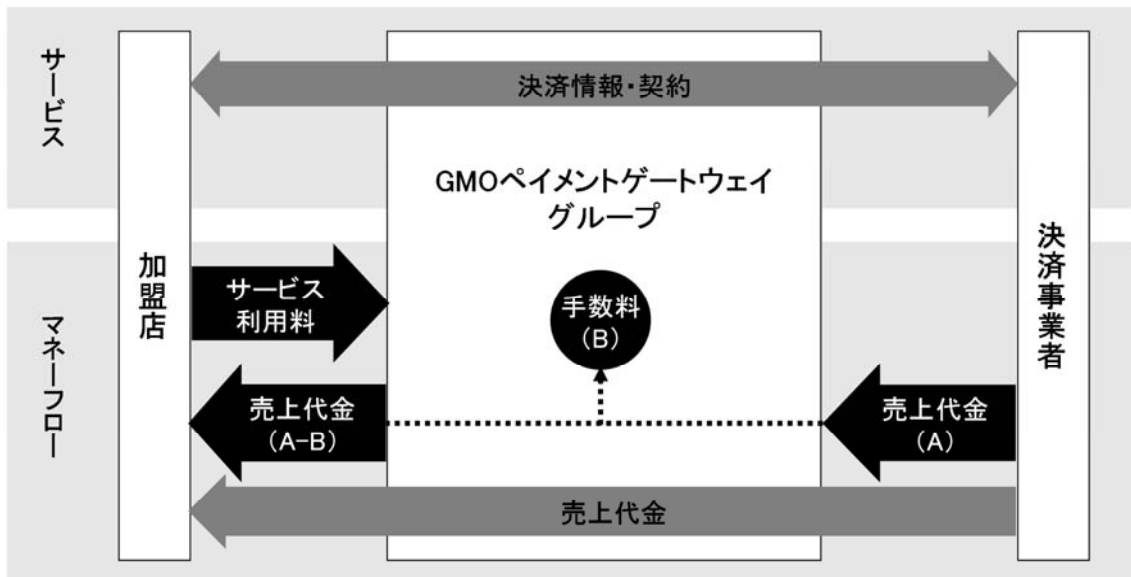 サービス
決済情報・契約
GMOペイメントゲートウェイ
グループ
加盟店
決済事業者
マネーフロー
サービス
利用料
手数料
(B)
売上代金
(A-B)
売上代金
(A)
売上代金